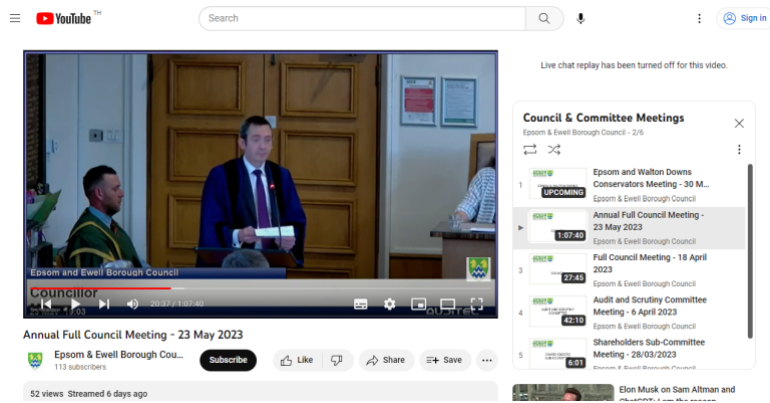 YouTube TH
Search
Sign in
Live chat replay has been turned off for this video.
Council & Committee Meetings
Epsom & Ewell Borough Council - 2/6
1
UPCOMING
Epsom and Walton Downs
Conservators Meeting - 30 M...
Epsom & Ewell Borough Council
1:07:40
Annual Full Council Meeting -
23 May 2023
Epsom & Ewell Borough Council
3
27:45
Full Council Meeting - 18 April
2023
Epsom & Ewell Borough Council
4
42:10
Audit and Scrutiny Committee
Meeting - 6 April 2023
Epsom & Ewell Borough Council
5
6:01
Shareholders Sub-Committee
Meeting - 28/03/2023
Epsom & Ewell Borough Council
Epsom and Ewell Borough Council
Councillor
20:37 / 1:07:40
Annual Full Council Meeting - 23 May 2023
Epsom & Ewell Borough Cou...
113 subscribers
Subscribe
Like
Share
Save
52 views Streamed 6 days ago
Elon Musk on Sam Altman and